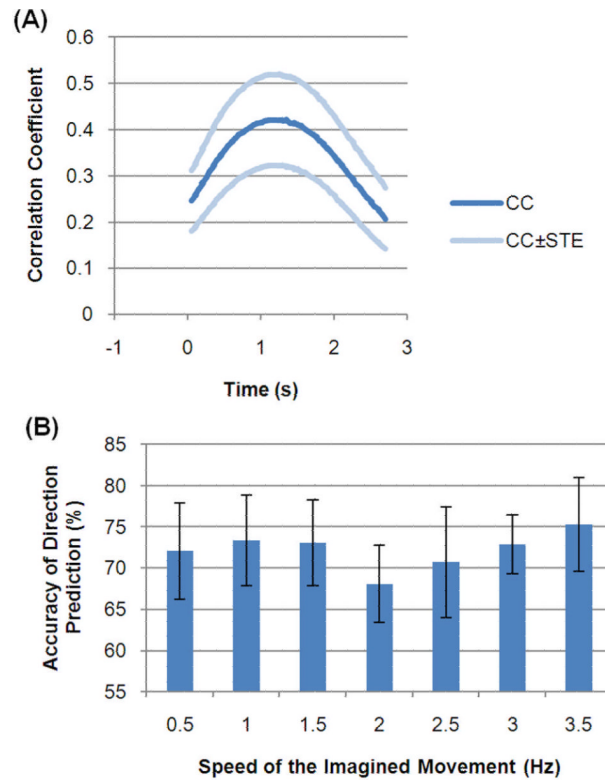 (A)
0.6
0.5
0.4
0.3
0.2
0.1
0
Correlation Coefficient
-1 0 1 2 3
Time (s)
CC
CC±STE
(B)
85
80
75
70
65
60
55
Accuracy of Direction
Prediction (%)
0.5 1 1.5 2 2.5 3 3.5
Speed of the Imagined Movement (Hz)